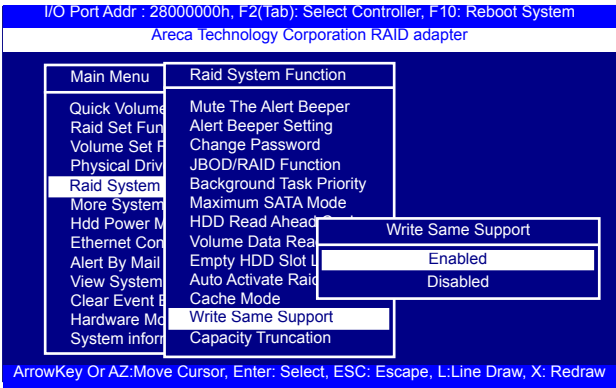 I/O Port Addr : 28000000h, F2(Tab): Select Controller, F10: Reboot System
Areca Technology Corporation RAID adapter
Main Menu
Quick Volume
Raid Set Fun
Volume Set F
Physical Driv
Raid System
More System
Hdd Power M
Ethernet Con
Alert By Mail
View System
Clear Event B
Hardware Mo
System inform
Raid System Function
Mute The Alert Beeper
Alert Beeper Setting
Change Password
JBOD/RAID Function
Background Task Priority
Maximum SATA Mode
HDD Read Ahead
Volume Data Rea
Empty HDD Slot L
Auto Activate Raid
Cache Mode
Write Same Support
Capacity Truncation
Write Same Support
Enabled
Disabled
ArrowKey Or AZ:Move Cursor, Enter: Select, ESC: Escape, L:Line Draw, X: Redraw